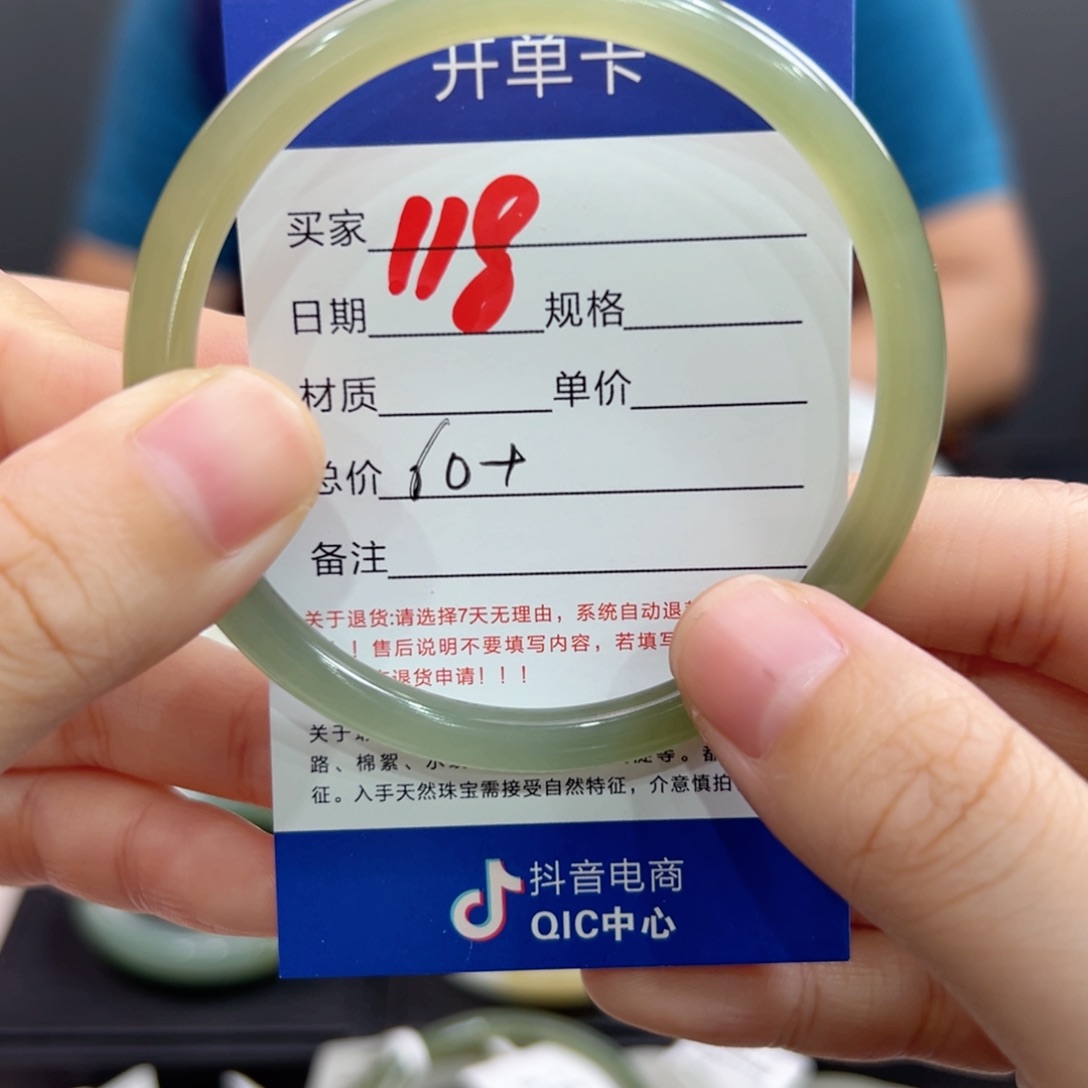 开单卡
买家 118
日期 规格
材质 单价
总价 60+
备注
关于退货:请选择7天无理由，系统自动退
！售后说明不要填写内容，若填写
退货申请！！！
关于
路、棉絮、 等。都
征。入手天然珠宝需接受自然特征，介意慎拍
抖音电商
QIC中心